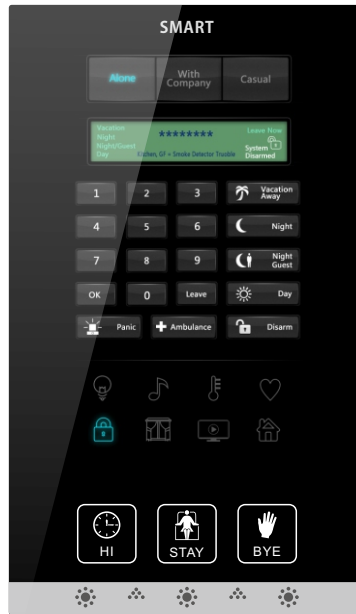 SMART
Alone
With
Company
Casual
Vacation
Night
Night/Guest
Day
********
Kitchen, GF = Smoke Detector Trouble
Leave Now
System
Disarmed
1
2
3
Vacation
Away
4
5
6
Night
7
8
9
Night
Guest
OK
0
Leave
Day
Panic
Ambulance
Disarm
HI
STAY
BYE